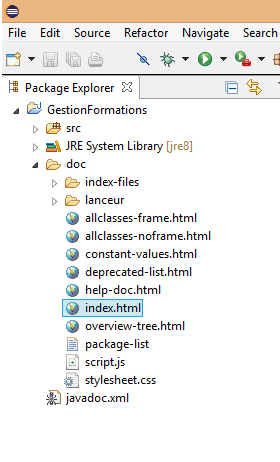 File Edit Source Refactor Navigate Search
Package Explorer
GestionFormations
src
JRE System Library [jre8]
doc
index-files
lanceur
allclasses-frame.html
allclasses-noframe.html
constant-values.html
deprecated-list.html
help-doc.html
index.html
overview-tree.html
package-list
script.js
stylesheet.css
javadoc.xml